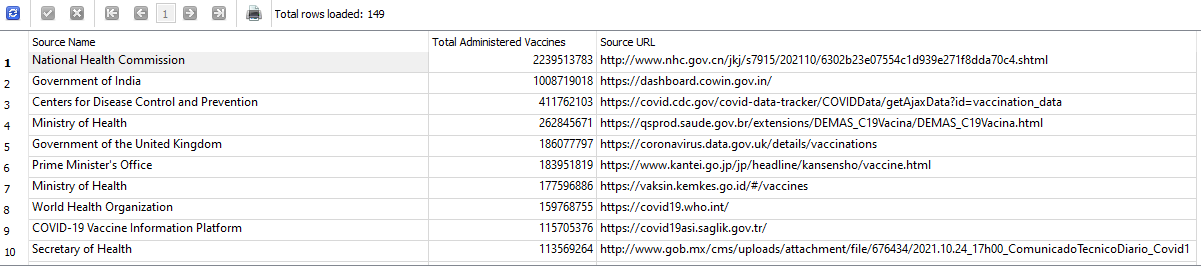 1 Total rows loaded: 149
Source Name Total Administered Vaccines Source URL
1 National Health Commission 2239513783 http://www.nhc.gov.cn/jkj/s7915/202110/6302b23e07554c1d939e271f8dda70c4.shtml
2 Government of India 1008719018 https://dashboard.cowin.gov.in/
3 Centers for Disease Control and Prevention 411762103 https://covid.cdc.gov/covid-data-tracker/COVIDData/getAjaxData?id=vaccination_data
4 Ministry of Health 262845671 https://qsprod.saude.gov.br/extensions/DEMAS_C19Vacina/DEMAS_C19Vacina.html
5 Government of the United Kingdom 186077797 https://coronavirus.data.gov.uk/details/vaccinations
6 Prime Minister's Office 183951819 https://www.kantei.go.jp/jp/headline/kansensho/vaccine.html
7 Ministry of Health 177596886 https://vaksin.kemkes.go.id/#/vaccines
8 World Health Organization 159768755 https://covid19.who.int/
9 COVID-19 Vaccine Information Platform 115705376 https://covid19asi.saglik.gov.tr/
10 Secretary of Health 113569264 http://www.gob.mx/cms/uploads/attachment/file/676434/2021.10.24_17h00_ComunicadoTecnicoDiario_Covid1